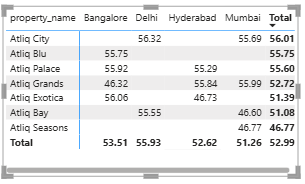 property_name Bangalore Delhi Hyderabad Mumbai Total
Atliq City 56.32 55.69 56.01
Atliq Blu 55.75 55.75
Atliq Palace 55.92 55.29 55.60
Atliq Grands 46.32 55.84 55.99 52.72
Atliq Exotica 56.06 46.73 51.39
Atliq Bay 55.55 46.60 51.08
Atliq Seasons 46.77 46.77
Total 53.51 55.93 52.62 51.26 52.99